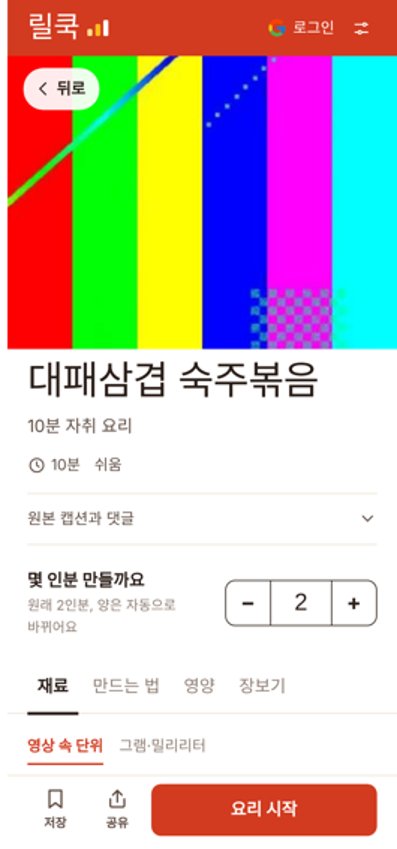 릴쿡
로그인
뒤로
대패삼겹 숙주볶음
10분 자취 요리
10분 쉬움
원본 캡션과 댓글
몇 인분 만들까요
원래 2인분, 양은 자동으로
바뀌어요
− 2 +
재료 만드는 법 영양 장보기
영상 속 단위 그램·밀리리터
저장 공유 요리 시작